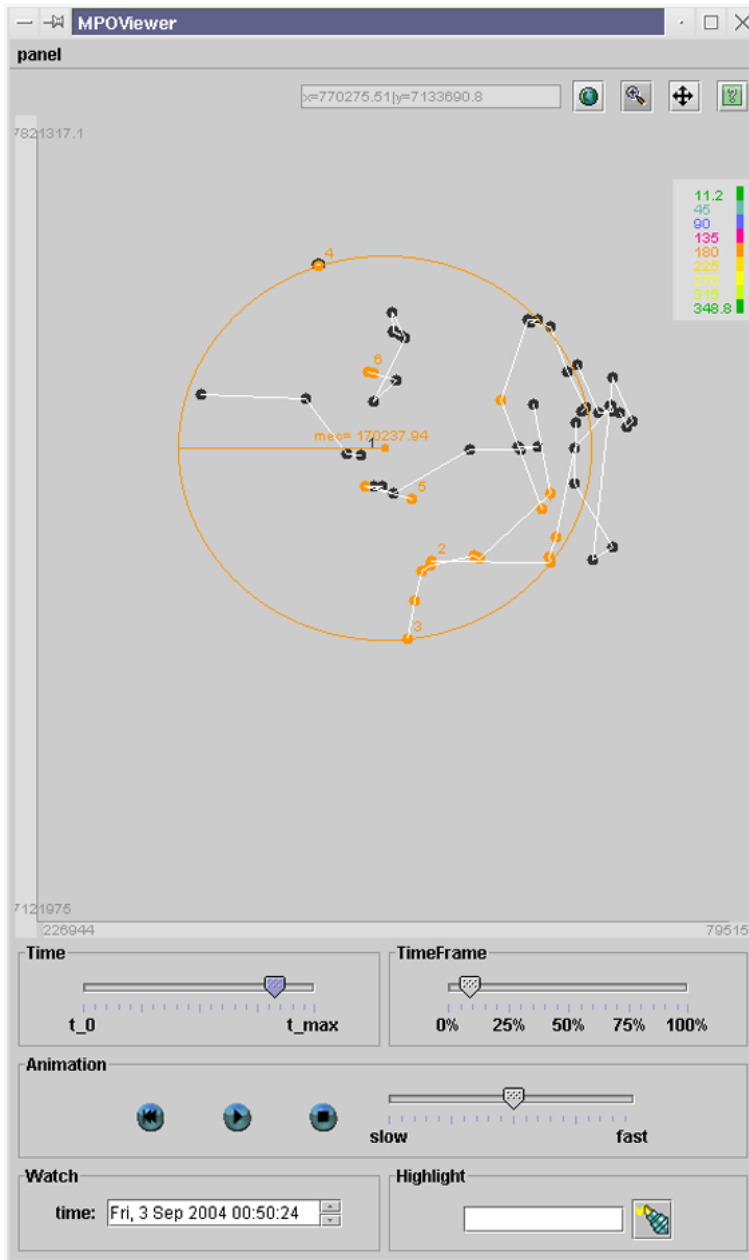 MPOViewer
panel
x=770275.51|y=7133690.8
7821317.1
11.2
45
90
135
180
225
270
315
348.8
4
6
mec= 170237.94
1
5
2
3
7121975
226944
79515
Time
TimeFrame
t_0
t_max
0%
25%
50%
75%
100%
Animation
slow
fast
Watch
Highlight
time:
Fri, 3 Sep 2004 00:50:24